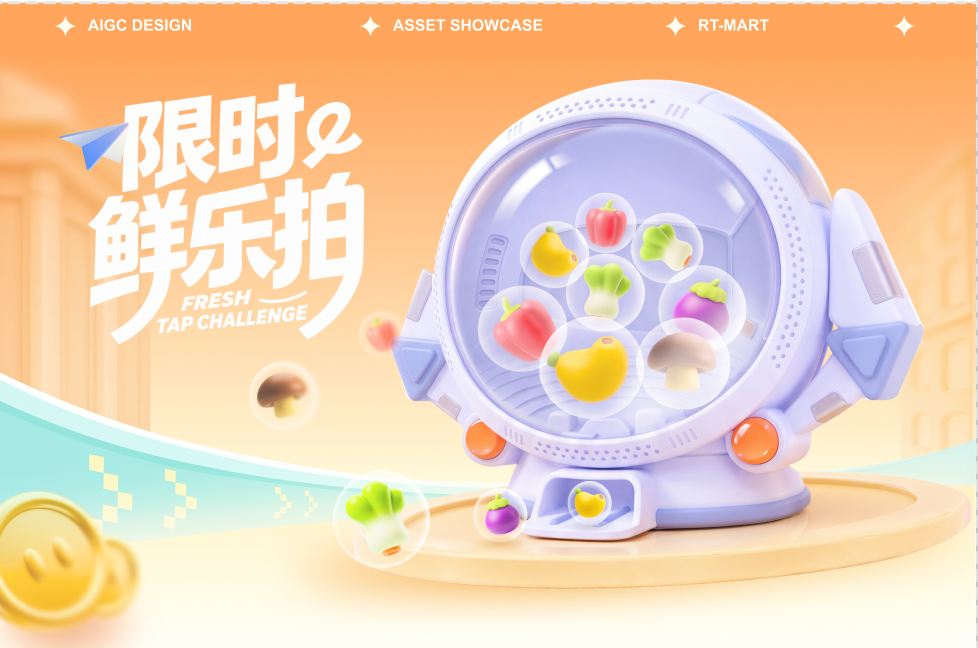 AIGC DESIGN
ASSET SHOWCASE
RT-MART
限时
鲜乐拍
FRESH
TAP CHALLENGE